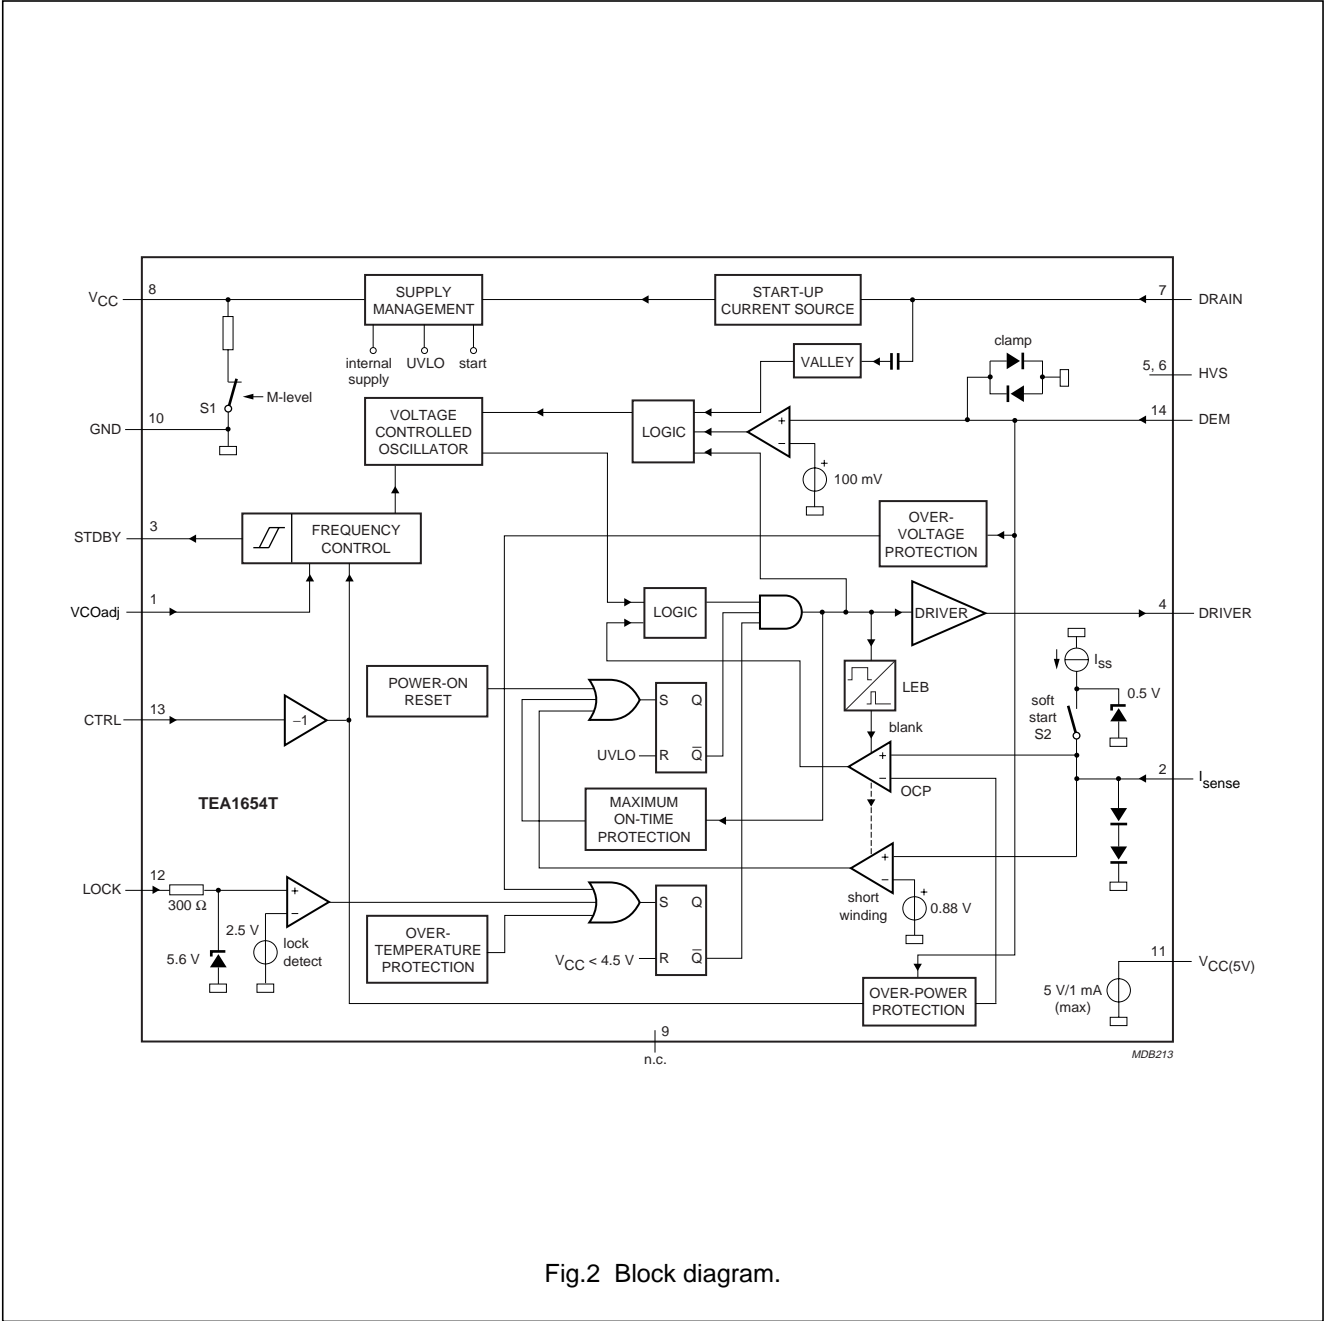 8
V_CC
SUPPLY
MANAGEMENT
START-UP
CURRENT SOURCE
7
DRAIN
internal
supply
UVLO
start
VALLEY
clamp
5, 6
HVS
S1
M-level
10
GND
VOLTAGE
CONTROLLED
OSCILLATOR
LOGIC
+
−
+
100 mV
14
DEM
3
STDBY
FREQUENCY
CONTROL
OVER-
VOLTAGE
PROTECTION
1
VCOadj
LOGIC
DRIVER
4
DRIVER
I_SS
LEB
0.5 V
soft
start
S2
blank
POWER-ON
RESET
S Q
UVLO
R Q̅
13
CTRL
−1
+
−
OCP
2
I_sense
TEA1654T
MAXIMUM
ON-TIME
PROTECTION
+
−
short
winding
+
0.88 V
12
LOCK
300 Ω
+
−
2.5 V
lock
detect
5.6 V
OVER-
TEMPERATURE
PROTECTION
S Q
V_CC < 4.5 V
R Q̅
11
V_CC(5V)
5 V/1 mA
(max)
OVER-POWER
PROTECTION
9
n.c.
MDB213
Fig.2 Block diagram.